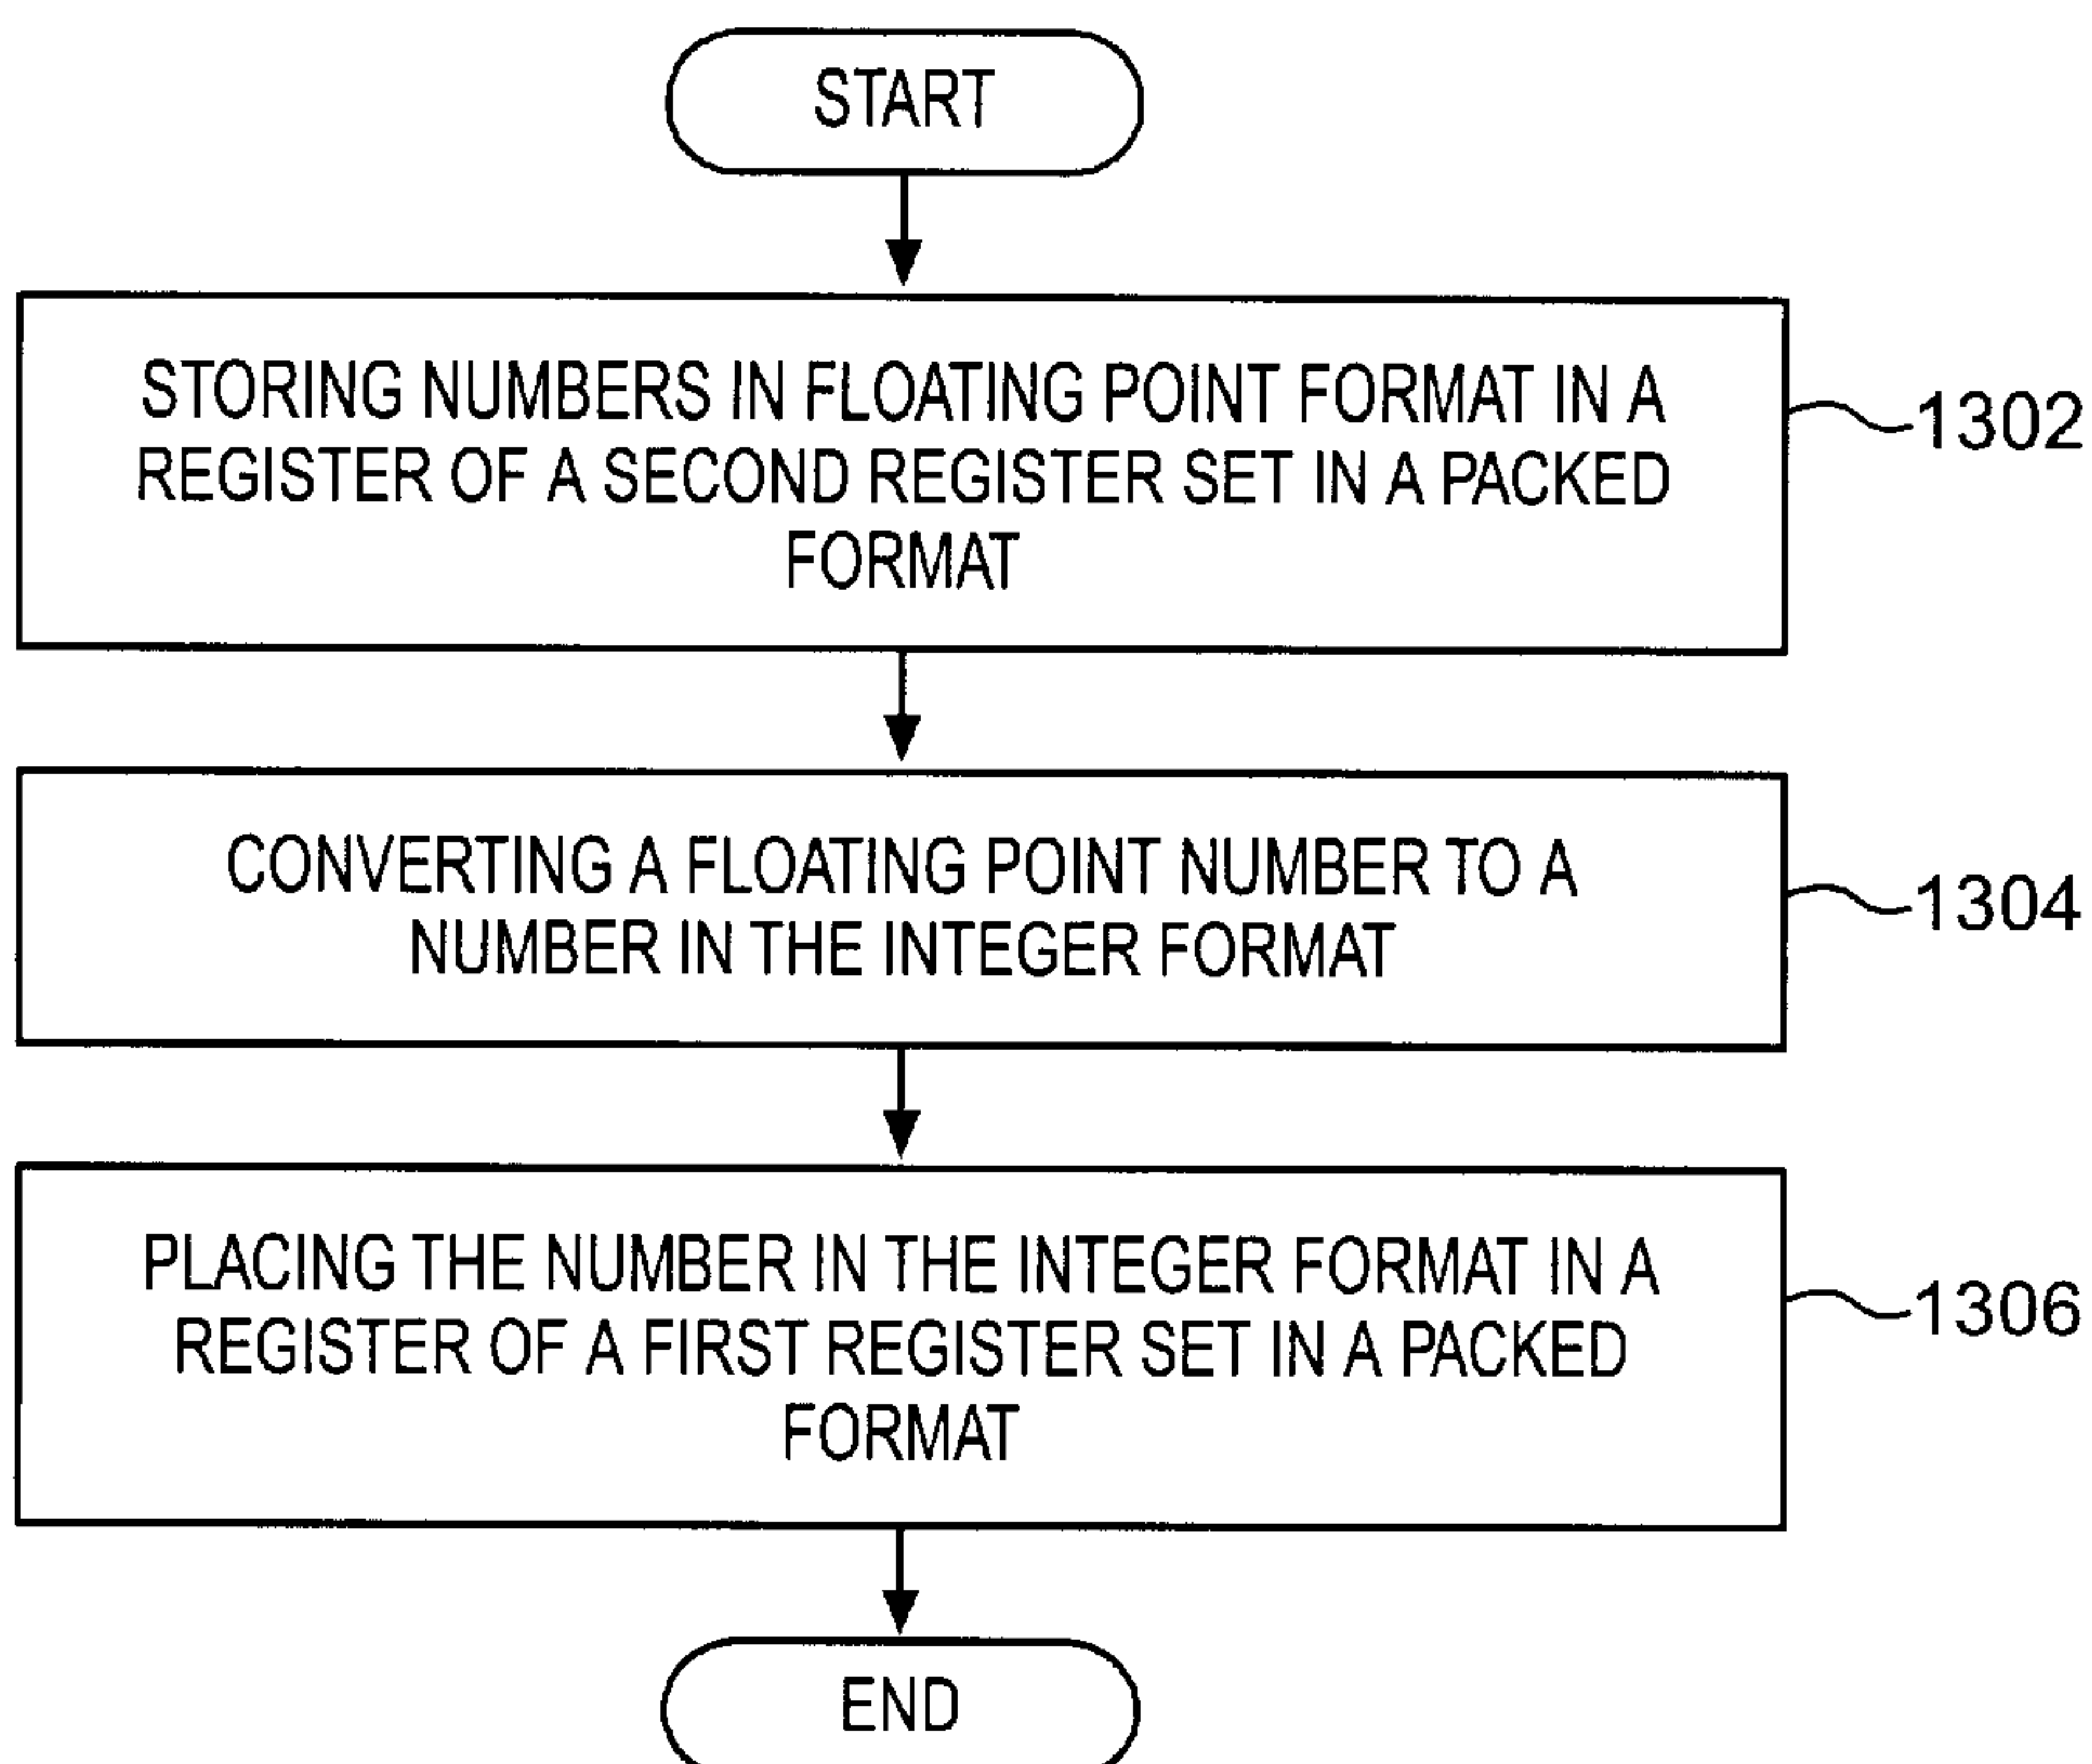 START
STORING NUMBERS IN FLOATING POINT FORMAT IN A
REGISTER OF A SECOND REGISTER SET IN A PACKED
FORMAT
1302
CONVERTING A FLOATING POINT NUMBER TO A
NUMBER IN THE INTEGER FORMAT
1304
PLACING THE NUMBER IN THE INTEGER FORMAT IN A
REGISTER OF A FIRST REGISTER SET IN A PACKED
FORMAT
1306
END